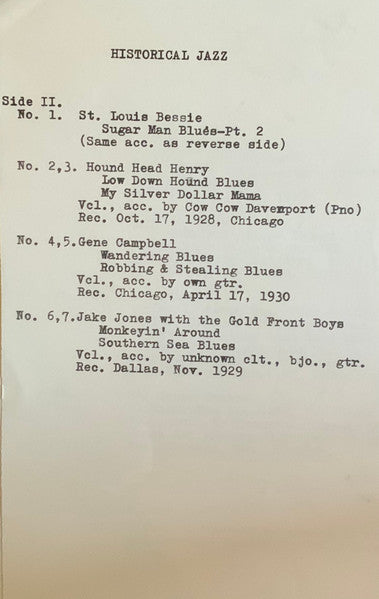 HISTORICAL JAZZ
Side II.
No. 1. St. Louis Bessie
Sugar Man Blues-Pt. 2
(Same acc. as reverse side)
No. 2,3. Hound Head Henry
Low Down Hound Blues
My Silver Dollar Mama
Vcl., acc. by Cow Cow Davenport (Pno)
Rec. Oct. 17, 1928, Chicago
No. 4,5.Gene Campbell
Wandering Blues
Robbing & Stealing Blues
Vcl., acc. by own gtr.
Rec. Chicago, April 17, 1930
No. 6,7.Jake Jones with the Gold Front Boys
Monkeyin' Around
Southern Sea Blues
Vcl., acc. by unknown clt., bjo., gtr.
Rec. Dallas, Nov. 1929